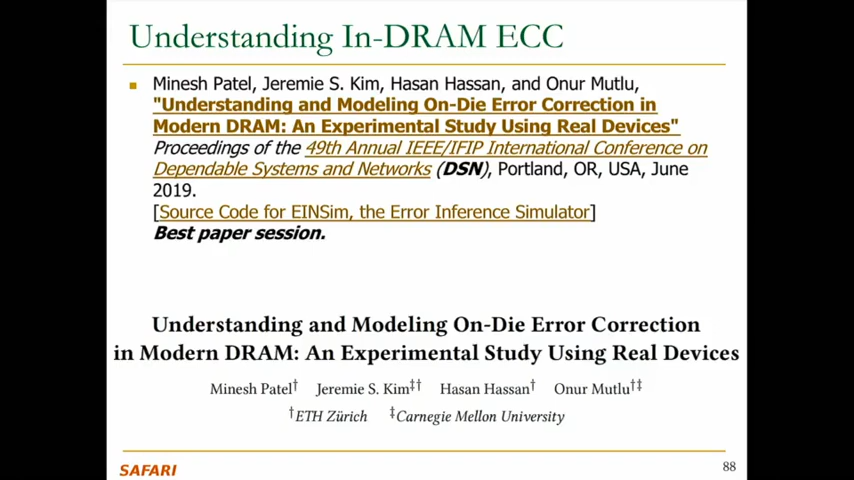 Understanding In-DRAM ECC
Minesh Patel, Jeremie S. Kim, Hasan Hassan, and Onur Mutlu,
"Understanding and Modeling On-Die Error Correction in
Modern DRAM: An Experimental Study Using Real Devices"
Proceedings of the 49th Annual IEEE/IFIP International Conference on
Dependable Systems and Networks (DSN), Portland, OR, USA, June
2019.
[Source Code for EINSim, the Error Inference Simulator]
Best paper session.
Understanding and Modeling On-Die Error Correction
in Modern DRAM: An Experimental Study Using Real Devices
Minesh Patel† Jeremie S. Kim‡† Hasan Hassan† Onur Mutlu†‡
†ETH Zürich ‡Carnegie Mellon University
SAFARI
88